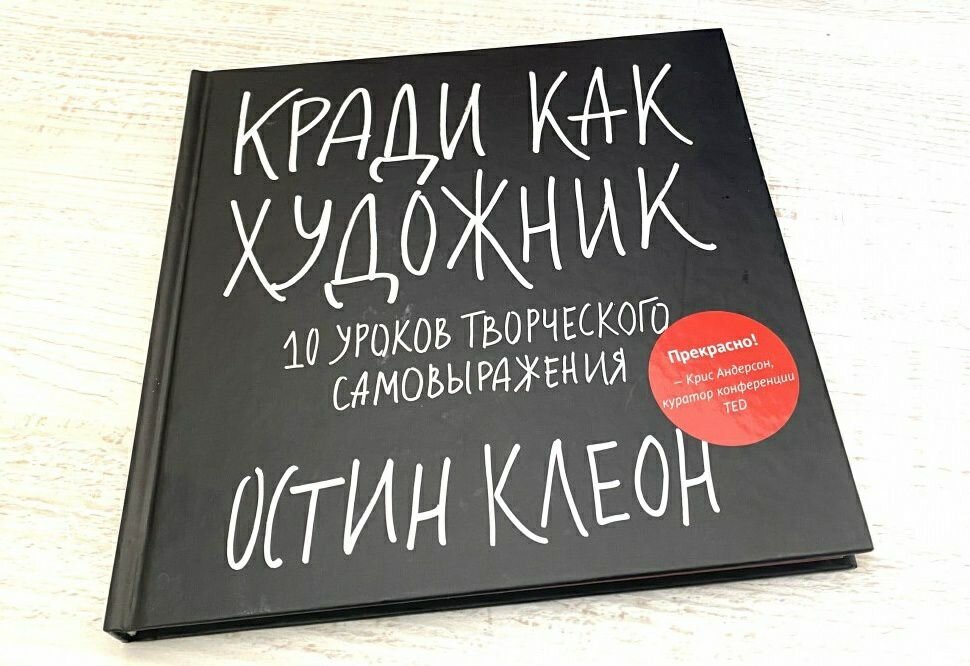 КРАДИ КАК
ХУДОЖНИК
10 УРОКОВ ТВОРЧЕСКОГО
САМОВЫРАЖЕНИЯ
Прекрасно!
— Крис Андерсон,
куратор конференции
TED
ОСТИН КЛЕОН